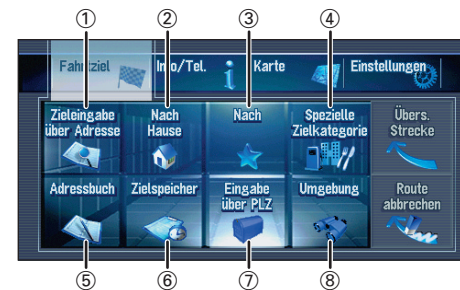 ① ② ③ ④
Fahrtziel Info/Tel. Karte Einstellungen
Zieleingabe
über Adresse
Nach
Hause
Nach
Spezielle
Zielkategorie
Übers.
Strecke
Adressbuch
Zielspeicher
Eingabe
über PLZ
Umgebung
Route
abbrechen
⑤ ⑥ ⑦ ⑧